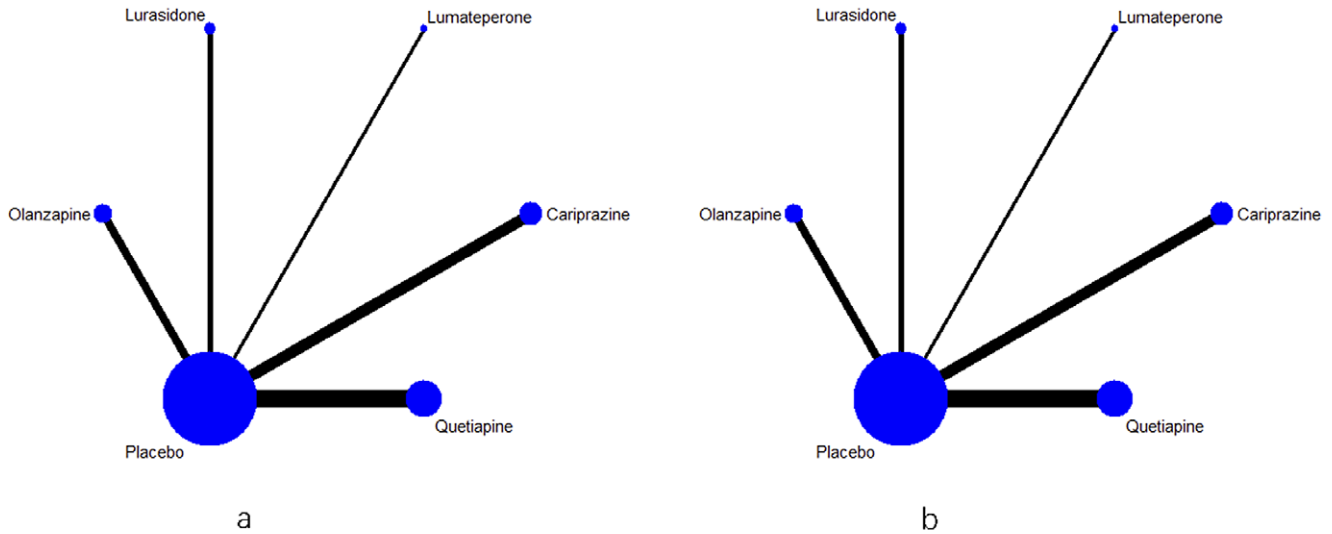 Lurasidone
Lumateperone
Olanzapine
Cariprazine
Quetiapine
Placebo
a
Lurasidone
Lumateperone
Olanzapine
Cariprazine
Quetiapine
Placebo
b